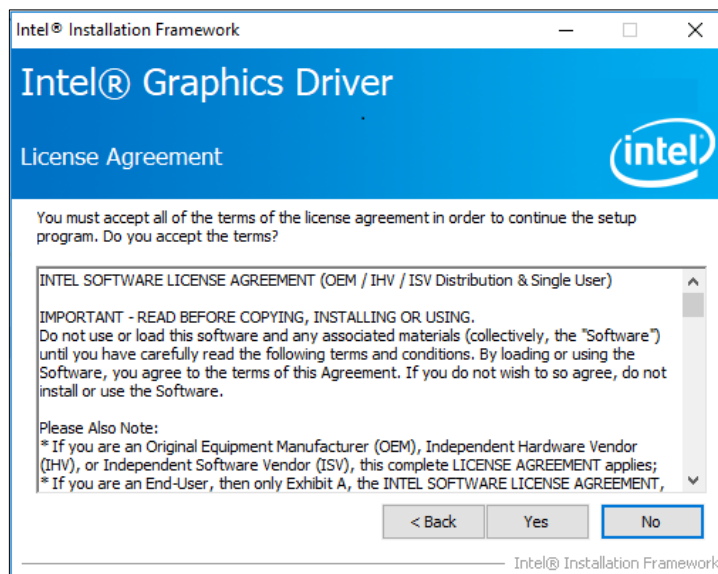 Intel® Installation Framework
Intel® Graphics Driver
License Agreement
intel
You must accept all of the terms of the license agreement in order to continue the setup
program. Do you accept the terms?
INTEL SOFTWARE LICENSE AGREEMENT (OEM / IHV / ISV Distribution & Single User)
IMPORTANT - READ BEFORE COPYING, INSTALLING OR USING.
Do not use or load this software and any associated materials (collectively, the "Software")
until you have carefully read the following terms and conditions. By loading or using the
Software, you agree to the terms of this Agreement. If you do not wish to so agree, do not
install or use the Software.
Please Also Note:
* If you are an Original Equipment Manufacturer (OEM), Independent Hardware Vendor
(IHV), or Independent Software Vendor (ISV), this complete LICENSE AGREEMENT applies;
* If you are an End-User, then only Exhibit A, the INTEL SOFTWARE LICENSE AGREEMENT,
< Back Yes No
Intel® Installation Framework